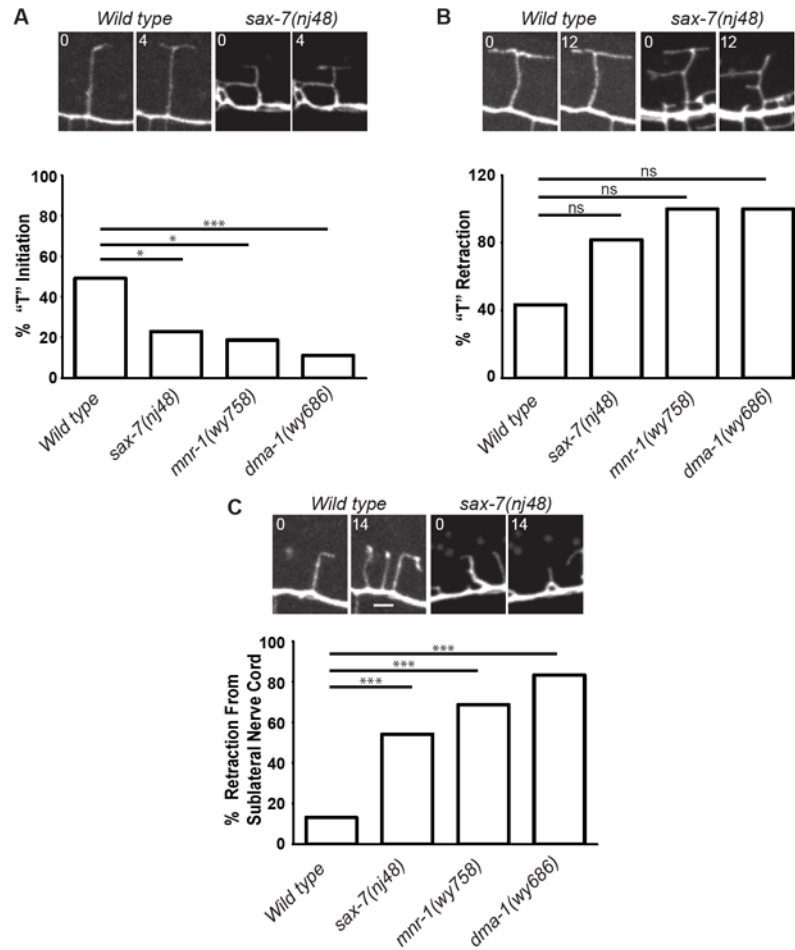 A
Wild type
sax-7(nj48)
0
4
0
4
% "T" Initiation
100
80
60
40
20
0
***
*
*
Wild type
sax-7(nj48)
mnr-1(wy758)
dma-1(wy686)
B
Wild type
sax-7(nj48)
0
12
0
12
% "T" Retraction
120
80
40
0
ns
ns
ns
Wild type
sax-7(nj48)
mnr-1(wy758)
dma-1(wy686)
C
Wild type
sax-7(nj48)
0
14
0
14
% Retraction From
Sublateral Nerve Cord
100
80
60
40
20
0
***
***
***
Wild type
sax-7(nj48)
mnr-1(wy758)
dma-1(wy686)